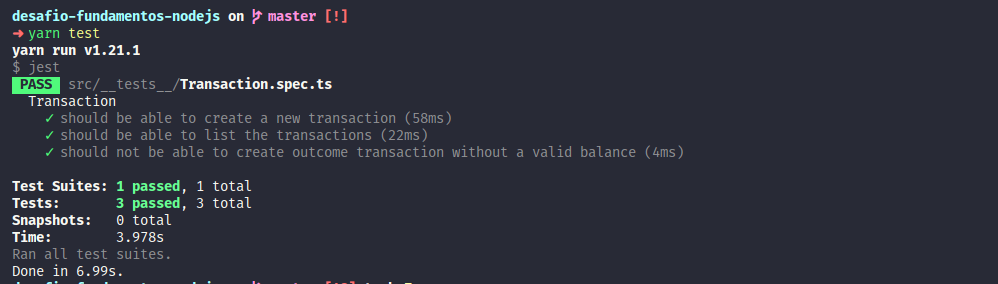 desafio-fundamentos-nodejs on master [!]
➜ yarn test
yarn run v1.21.1
$ jest
PASS src/__tests__/Transaction.spec.ts
Transaction
✓ should be able to create a new transaction (58ms)
✓ should be able to list the transactions (22ms)
✓ should not be able to create outcome transaction without a valid balance (4ms)
Test Suites: 1 passed, 1 total
Tests: 3 passed, 3 total
Snapshots: 0 total
Time: 3.978s
Ran all test suites.
Done in 6.99s.